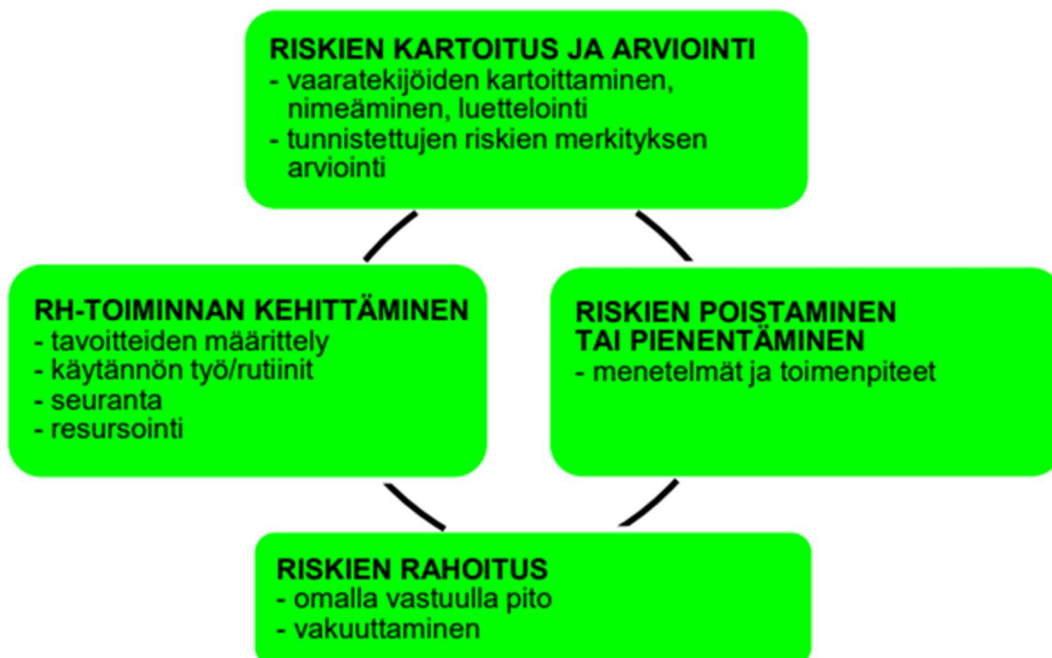 RISKIEN KARTOITUS JA ARVIOINTI
- vaaratekijöiden kartoittaminen,
nimeäminen, luettelointi
- tunnistettujen riskien merkityksen
arviointi
RH-TOIMINNAN KEHITTÄMINEN
- tavoitteiden määrittely
- käytännön työ/rutiinit
- seuranta
- resursointi
RISKIEN POISTAMINEN
TAI PIENENTÄMINEN
- menetelmät ja toimenpiteet
RISKIEN RAHOITUS
- omalla vastuulla pito
- vakuuttaminen